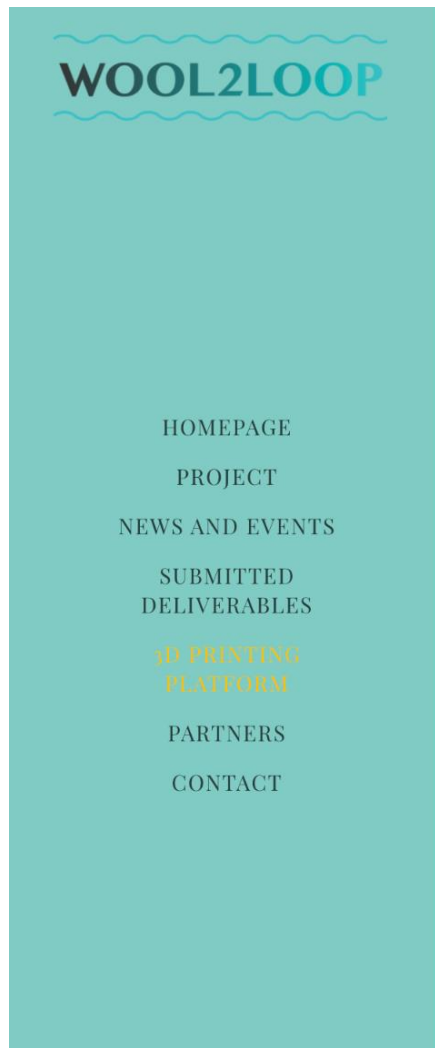 WOOL2LOOP
HOMEPAGE
PROJECT
NEWS AND EVENTS
SUBMITTED
DELIVERABLES
3D PRINTING
PLATFORM
PARTNERS
CONTACT